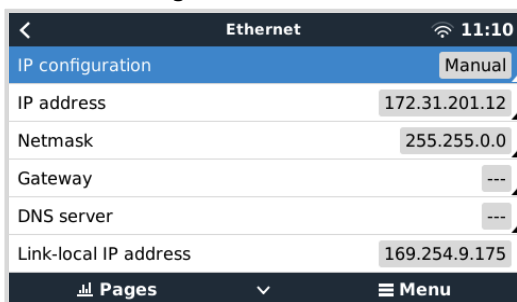 Ethernet 11:10
IP configuration Manual
IP address 172.31.201.12
Netmask 255.255.0.0
Gateway ---
DNS server ---
Link-local IP address 169.254.9.175
Pages Menu